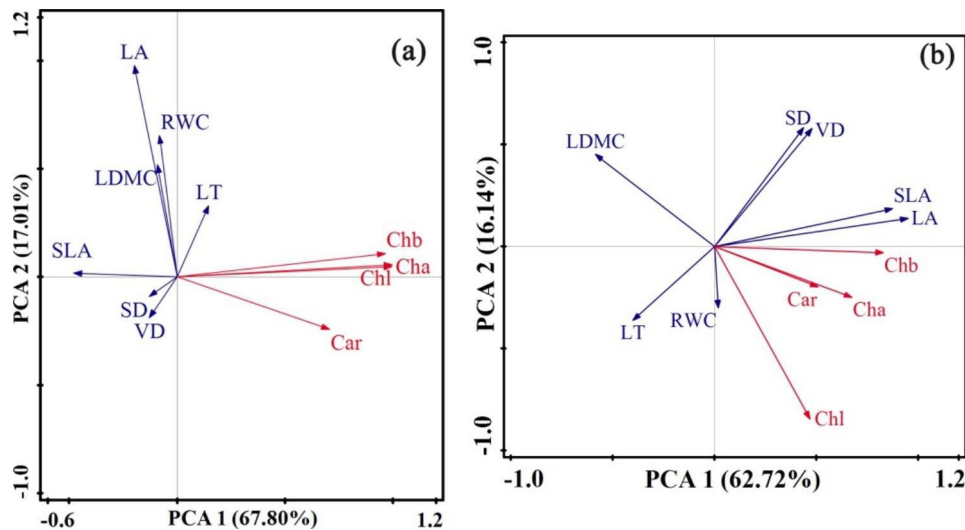 1.2
(a)
LA
RWC
LDMC
LT
SLA
Chb
Cha
Chl
SD
VD
Car
PCA 2 (17.01%)
-1.0
-0.6
PCA 1 (67.80%)
1.2
1.0
(b)
SD
VD
LDMC
SLA
LA
Chb
Car
Cha
LT
RWC
Chl
PCA 2 (16.14%)
-1.0
-1.0
PCA 1 (62.72%)
1.2